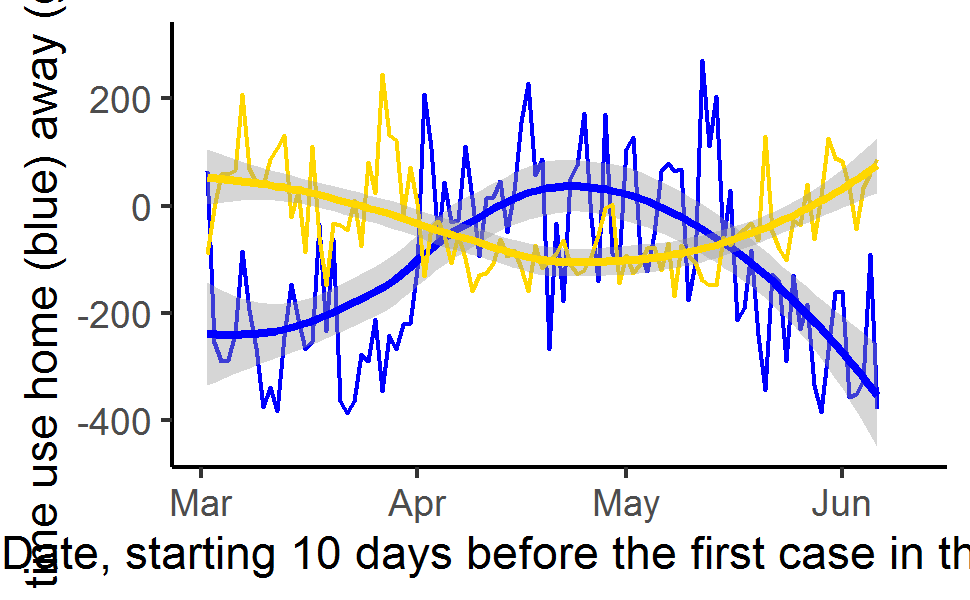 time use home (blue) away (
200
0
-200
-400
Mar Apr May Jun
Date, starting 10 days before the first case in th